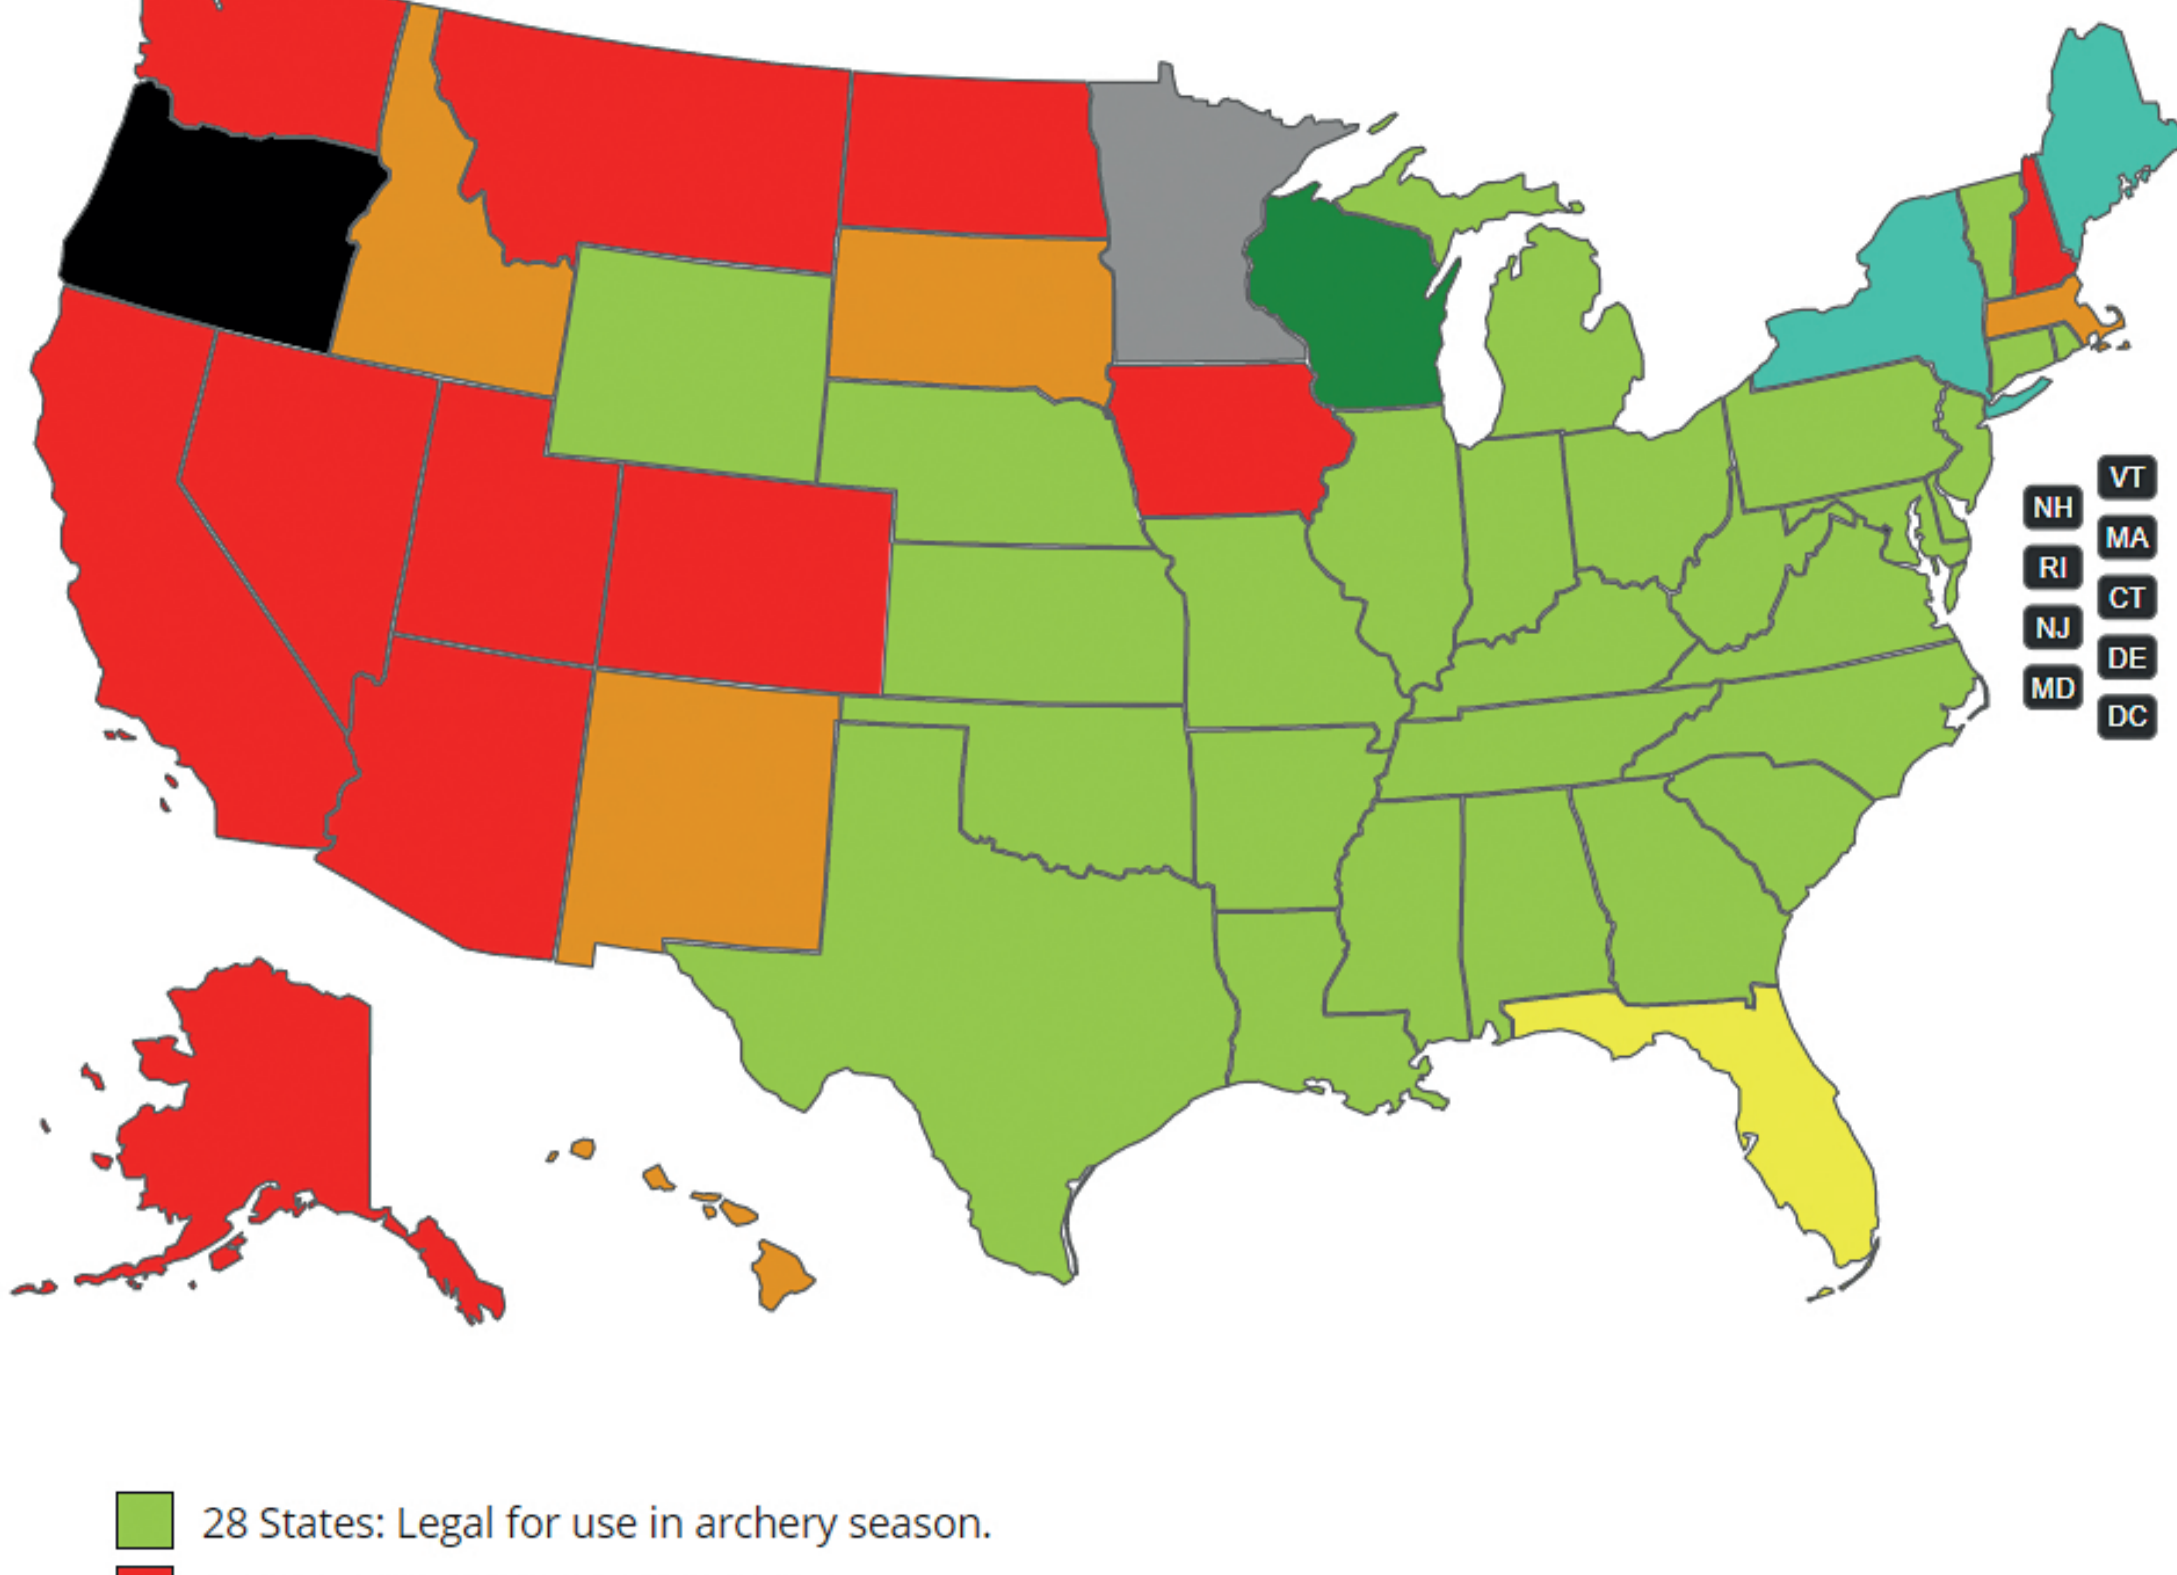 VT
NH
MA
RI
CT
NJ
DE
MD
DC
28 States: Legal for use in archery season.